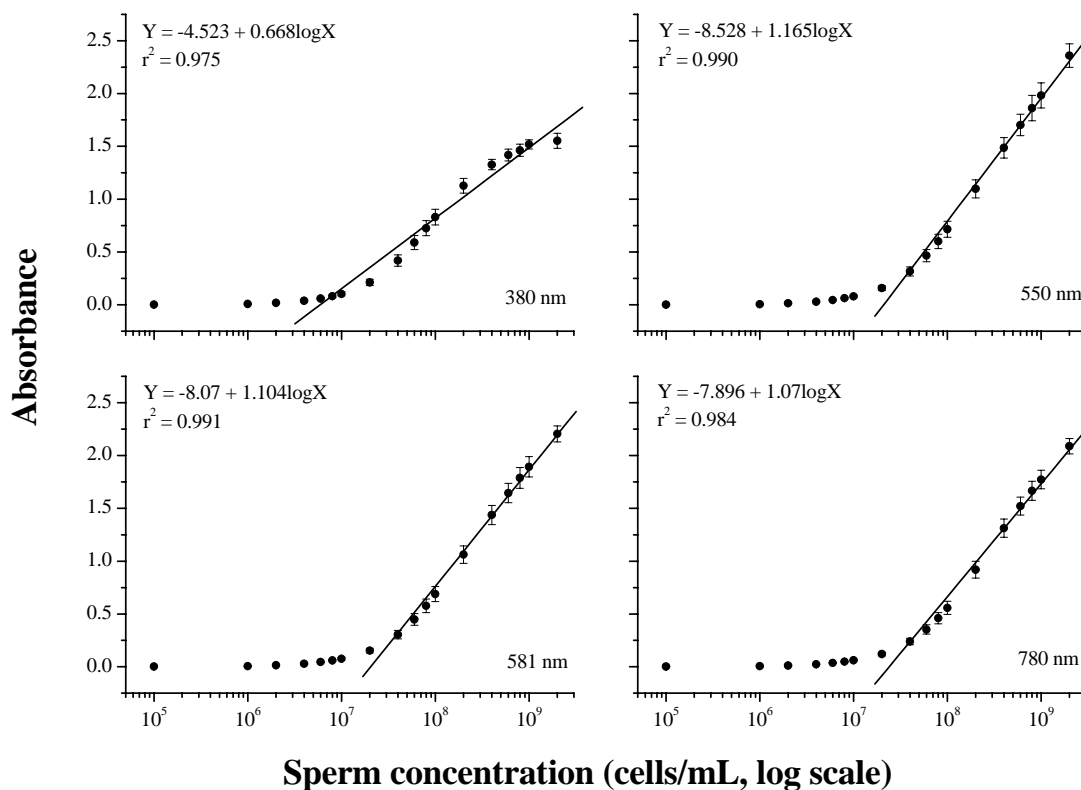 Y = -4.523 + 0.668logX
r² = 0.975
380 nm
Y = -8.528 + 1.165logX
r² = 0.990
550 nm
Y = -8.07 + 1.104logX
r² = 0.991
581 nm
Y = -7.896 + 1.07logX
r² = 0.984
780 nm
2.5
2.0
1.5
1.0
0.5
0.0
2.5
2.0
1.5
1.0
0.5
0.0
Absorbance
10⁵ 10⁶ 10⁷ 10⁸ 10⁹
10⁵ 10⁶ 10⁷ 10⁸ 10⁹
Sperm concentration (cells/mL, log scale)